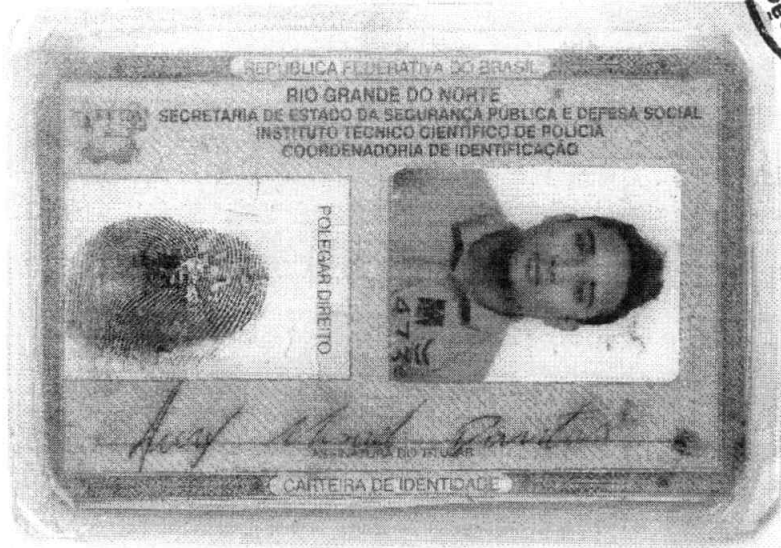 REPÚBLICA FEDERATIVA DO BRASIL
RIO GRANDE DO NORTE
SECRETARIA DE ESTADO DA SEGURANÇA PÚBLICA E DEFESA SOCIAL
INSTITUTO TÉCNICO CIENTÍFICO DE POLÍCIA
COORDENADORIA DE IDENTIFICAÇÃO
POLEGAR DIREITO
ASSINATURA DO TITULAR
CARTEIRA DE IDENTIDADE